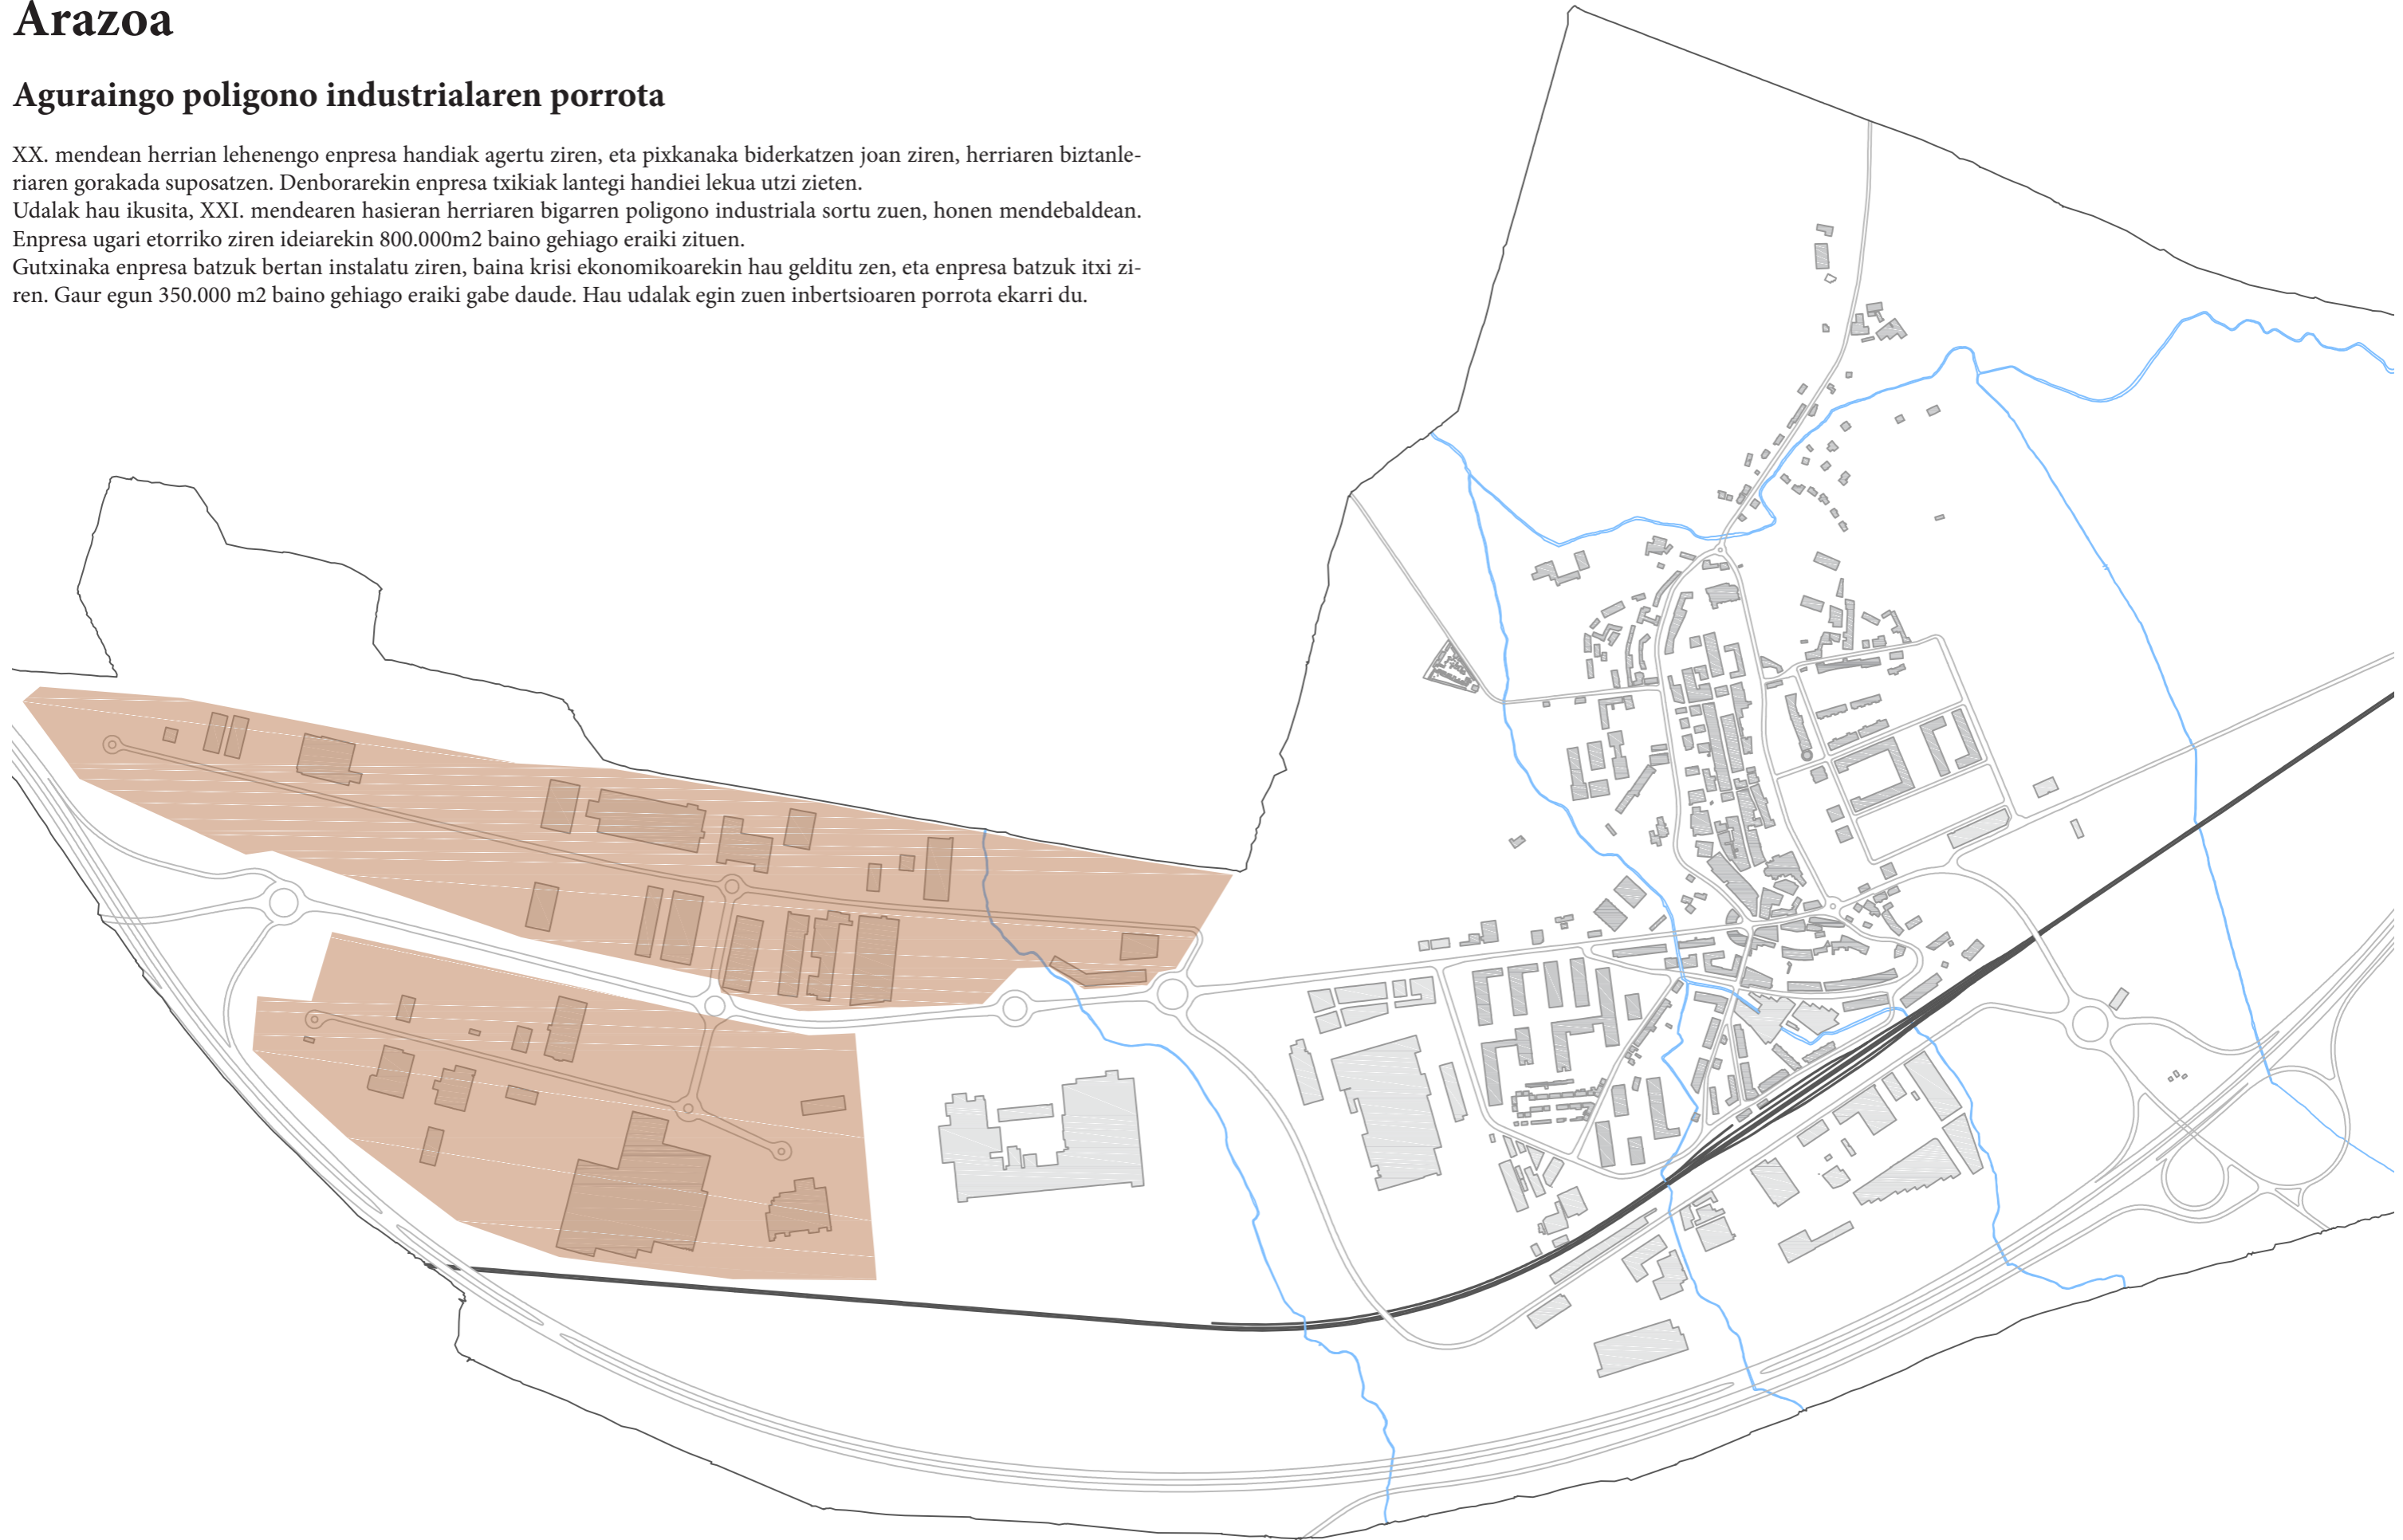 Arazoa
Aguraingo poligono industrialaren porrota
XX. mendean herrian lehenengo enpresa handiak agertu ziren, eta pixkanaka biderkatzen joan ziren, herriaren biztanle-
riaren gorakada suposatzen. Denborarekin enpresa txikiak lantegi handiei lekua utzi zieten.
Udalak hau ikusita, XXI. mendearen hasieran herriaren bigarren poligono industriala sortu zuen, honen mendebaldean.
Enpresa ugari etorriko ziren ideiarekin 800.000m2 baino gehiago eraiki zituen.
Gutxinaka enpresa batzuk bertan instalatu ziren, baina krisi ekonomikoarekin hau gelditu zen, eta enpresa batzuk itxi zi-
ren. Gaur egun 350.000 m2 baino gehiago eraiki gabe daude. Hau udalak egin zuen inbertsioaren porrota ekarri du.